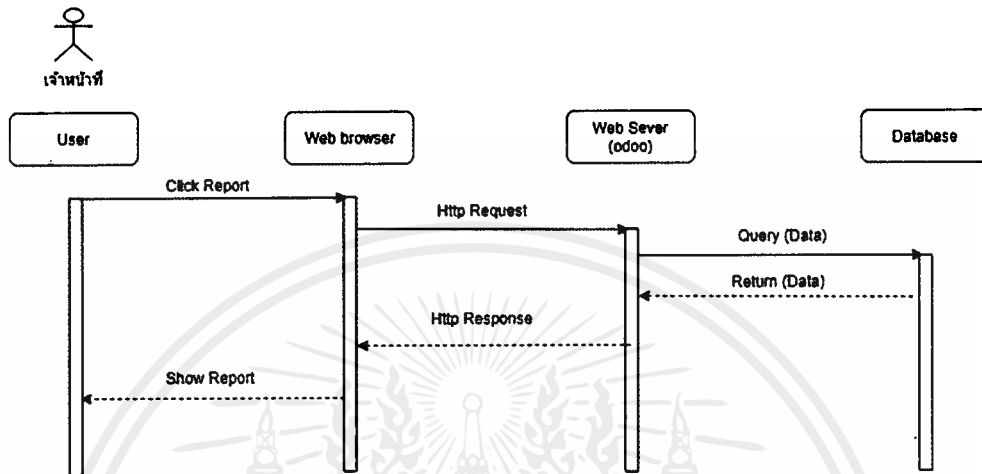 เจ้าหน้าที่
User
Web browser
Web Sever
(odoo)
Database
Click Report
Http Request
Query (Data)
Return (Data)
Http Response
Show Report